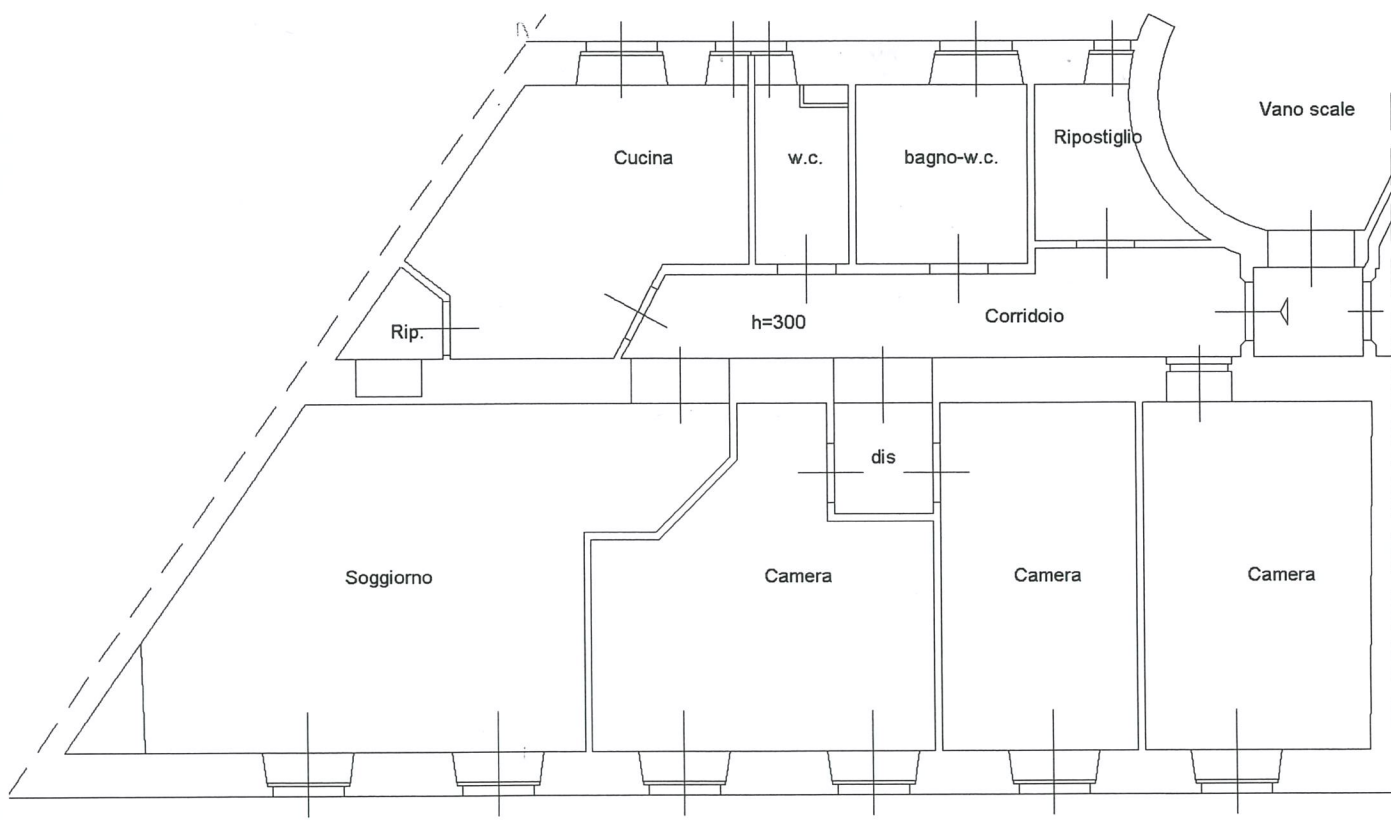 Vano scale
Cucina
w.c.
bagno-w.c.
Ripostiglio
Rip.
h=300
Corridoio
dis
Soggiorno
Camera
Camera
Camera